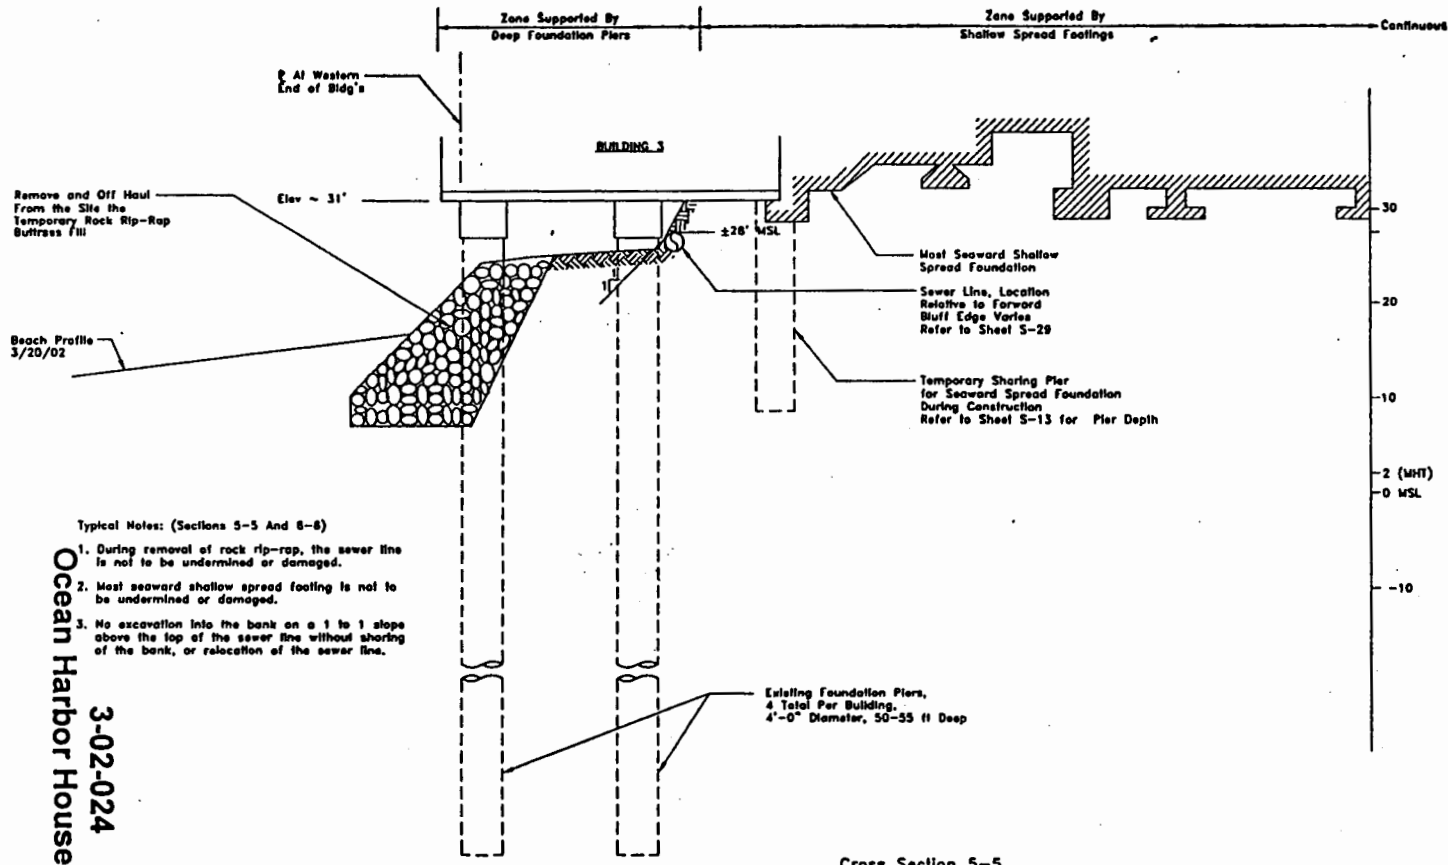 Zone Supported By
Deep Foundation Piers
Zone Supported By
Shallow Spread Footings
Continuous
At Western
End of Bldg's
BUILDING 3
Remove and Off Haul
From the Site the
Temporary Rock Rip-Rap
Buttress fill
Elev ~ 31'
±28' MSL
30
Most Seaward Shallow
Spread Foundation
Sewer Line, Location
Relative to Forward
Bluff Edge Varies
Refer to Sheet S-29
20
Beach Profile
3/20/02
1
1
Temporary Shoring Pier
for Seaward Spread Foundation
During Construction
Refer to Sheet S-13 for Pier Depth
10
2 (MHT)
0 MSL
-10
Typical Notes: (Sections 5-5 And 6-6)
1. During removal of rock rip-rap, the sewer line
is not to be undermined or damaged.
2. Most seaward shallow spread footing is not to
be undermined or damaged.
3. No excavation into the bank on a 1 to 1 slope
above the top of the sewer line without shoring
of the bank, or relocation of the sewer line.
Existing Foundation Piers,
4 Total Per Building,
4'-0" Diameter, 50-55 ft Deep
3-02-024
Ocean Harbor House
Cross Section 5-5